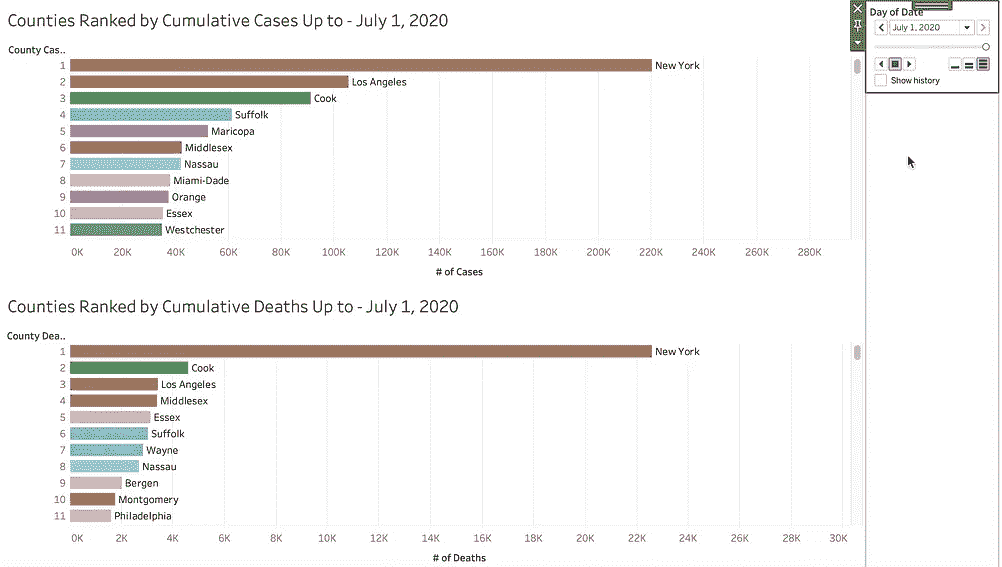 Counties Ranked by Cumulative Cases Up to - July 1, 2020
County Cas..
1 New York
2 Los Angeles
3 Cook
4 Suffolk
5 Maricopa
6 Middlesex
7 Nassau
8 Miami-Dade
9 Orange
10 Essex
11 Westchester
0K 20K 40K 60K 80K 100K 120K 140K 160K 180K 200K 220K 240K 260K 280K
# of Cases
Counties Ranked by Cumulative Deaths Up to - July 1, 2020
County Dea..
1 New York
2 Cook
3 Los Angeles
4 Middlesex
5 Essex
6 Suffolk
7 Wayne
8 Nassau
9 Bergen
10 Montgomery
11 Philadelphia
0K 2K 4K 6K 8K 10K 12K 14K 16K 18K 20K 22K 24K 26K 28K 30K
# of Deaths
Day of Date
July 1, 2020
Show history